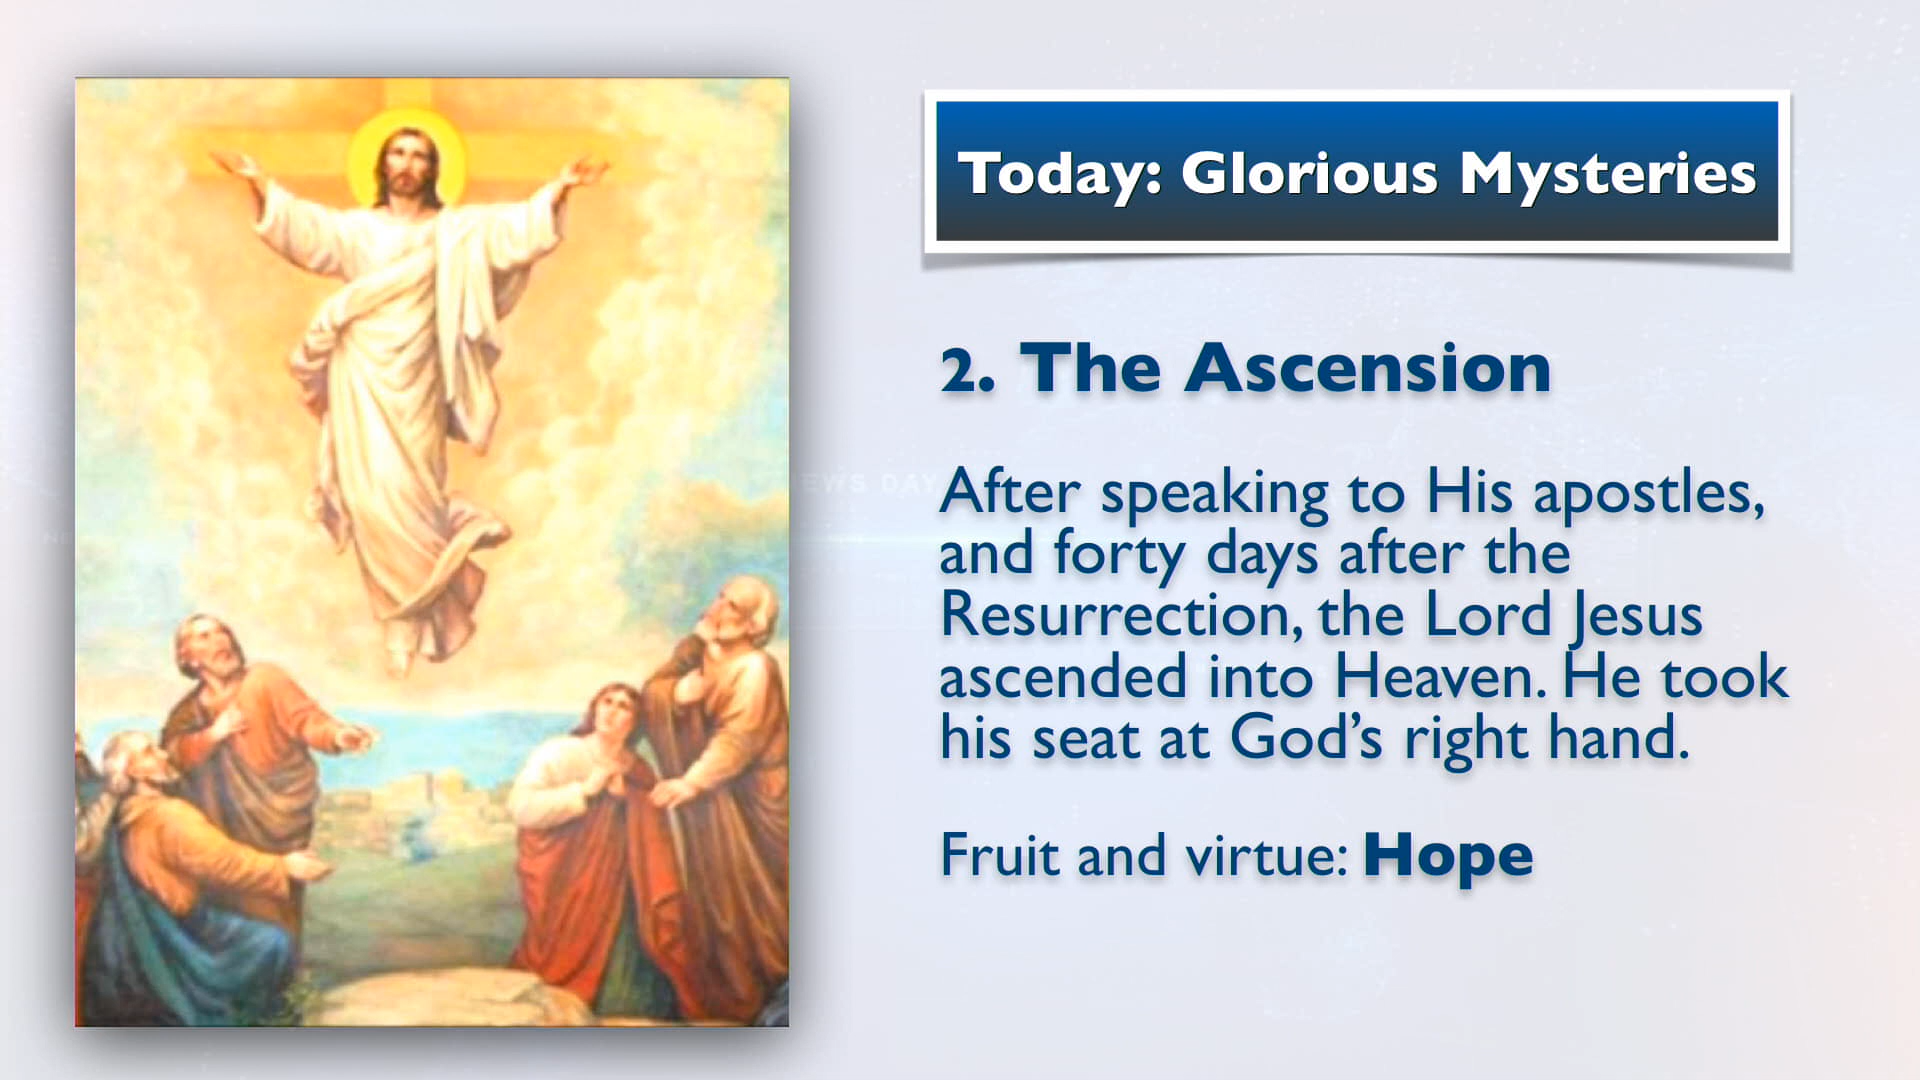 Today: Glorious Mysteries
2. The Ascension
After speaking to His apostles,
and forty days after the
Resurrection, the Lord Jesus
ascended into Heaven. He took
his seat at God’s right hand.
Fruit and virtue: Hope